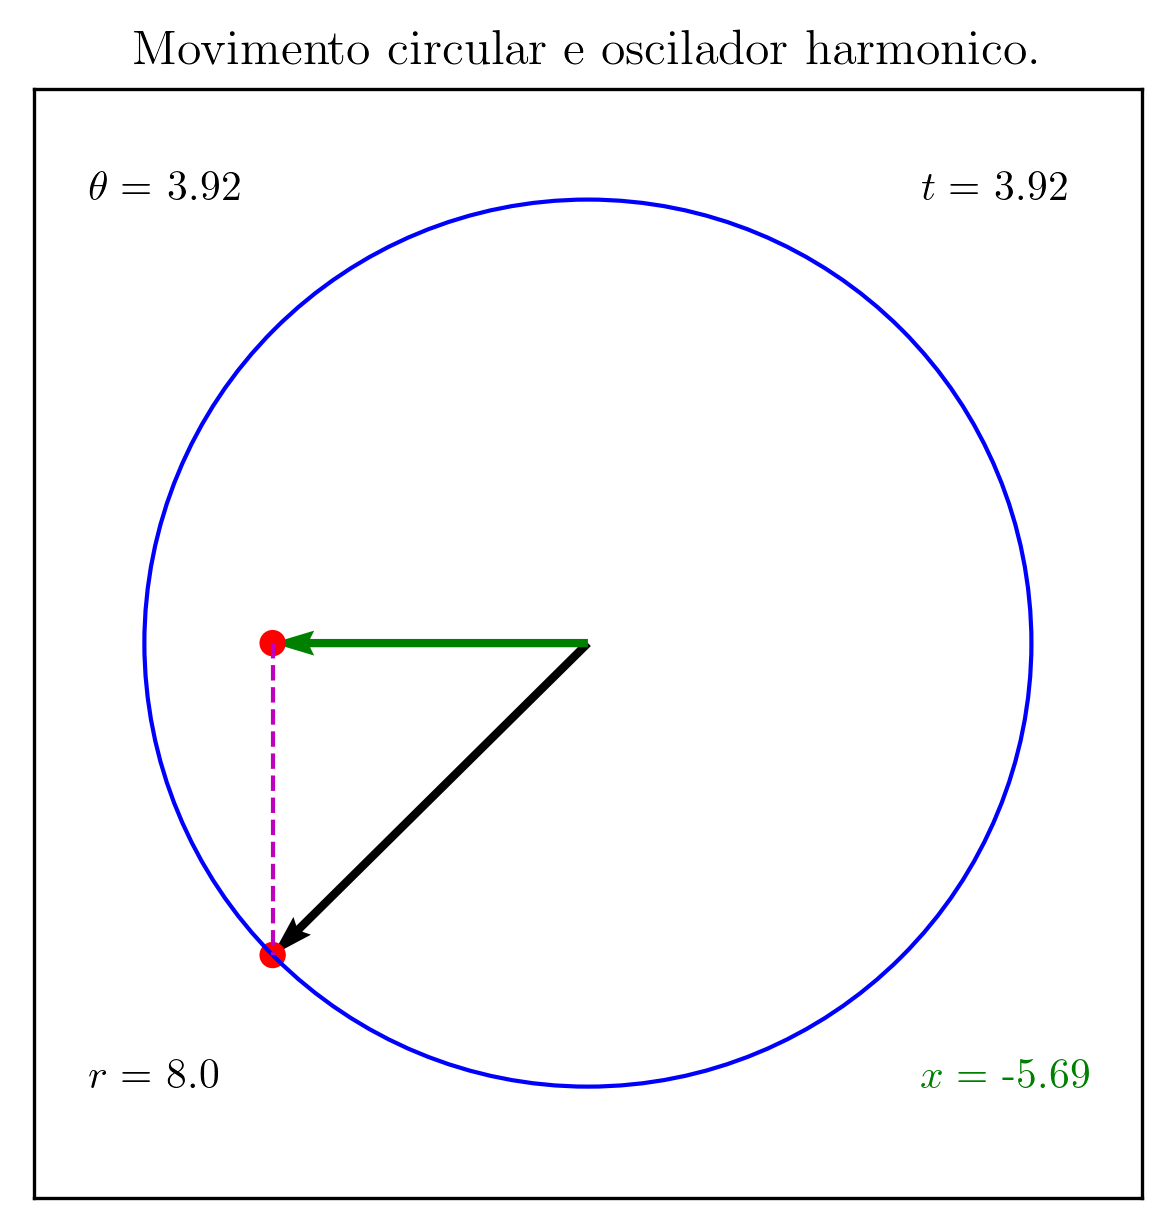 Movimento circular e oscilador harmonico.
θ = 3.92
t = 3.92
r = 8.0
x = -5.69